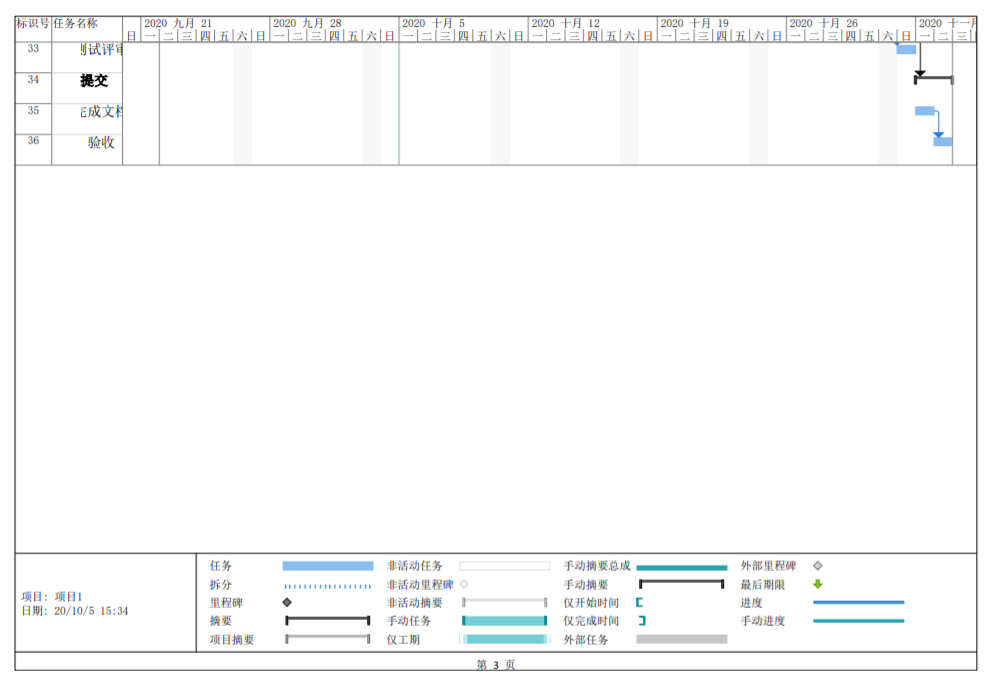 标识号 任务名称 2020 九月 21 2020 九月 28 2020 十月 5 2020 十月 12 2020 十月 19 2020 十月 26 2020 十一月
日 一 二 三 四 五 六 日 一 二 三 四 五 六 日 一 二 三 四 五 六 日 一 二 三 四 五 六 日 一 二 三 四 五 六 日 一 二 三 四 五 六 日 一 二 三
33 测试评审
34 提交
35 完成文档
36 验收
项目: 项目1
日期: 20/10/5 15:34
任务 非活动任务 手动摘要总成 外部里程碑
拆分 非活动里程碑 手动摘要 最后期限
里程碑 非活动摘要 仅开始时间 进度
摘要 手动任务 仅完成时间 手动进度
项目摘要 仅工期 外部任务
第 3 页